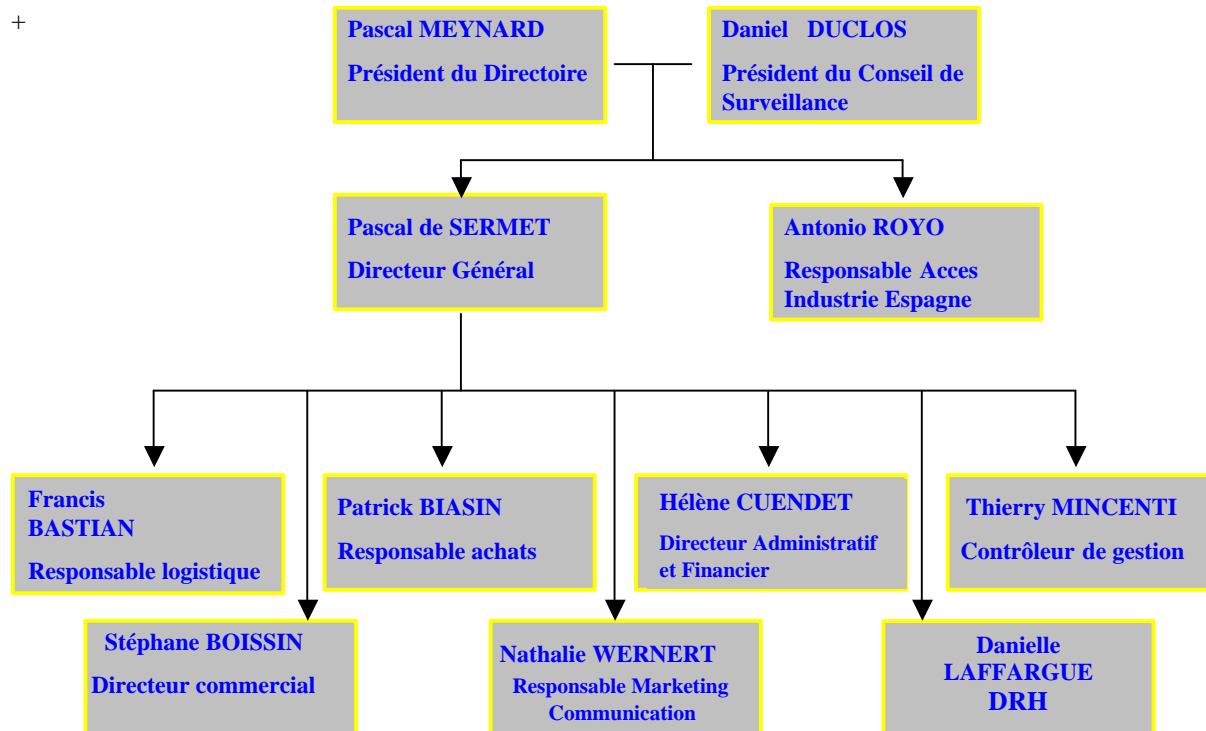 +
Pascal MEYNARD
Président du Directoire
Daniel DUCLOS
Président du Conseil de
Surveillance
Pascal de SERMET
Directeur Général
Antonio ROYO
Responsable Acces
Industrie Espagne
Francis
BASTIAN
Responsable logistique
Patrick BIASIN
Responsable achats
Hélène CUENDET
Directeur Administratif
et Financier
Thierry MINCENTI
Contrôleur de gestion
Stéphane BOISSIN
Directeur commercial
Nathalie WERNERT
Responsable Marketing
Communication
Danielle
LAFFARGUE
DRH